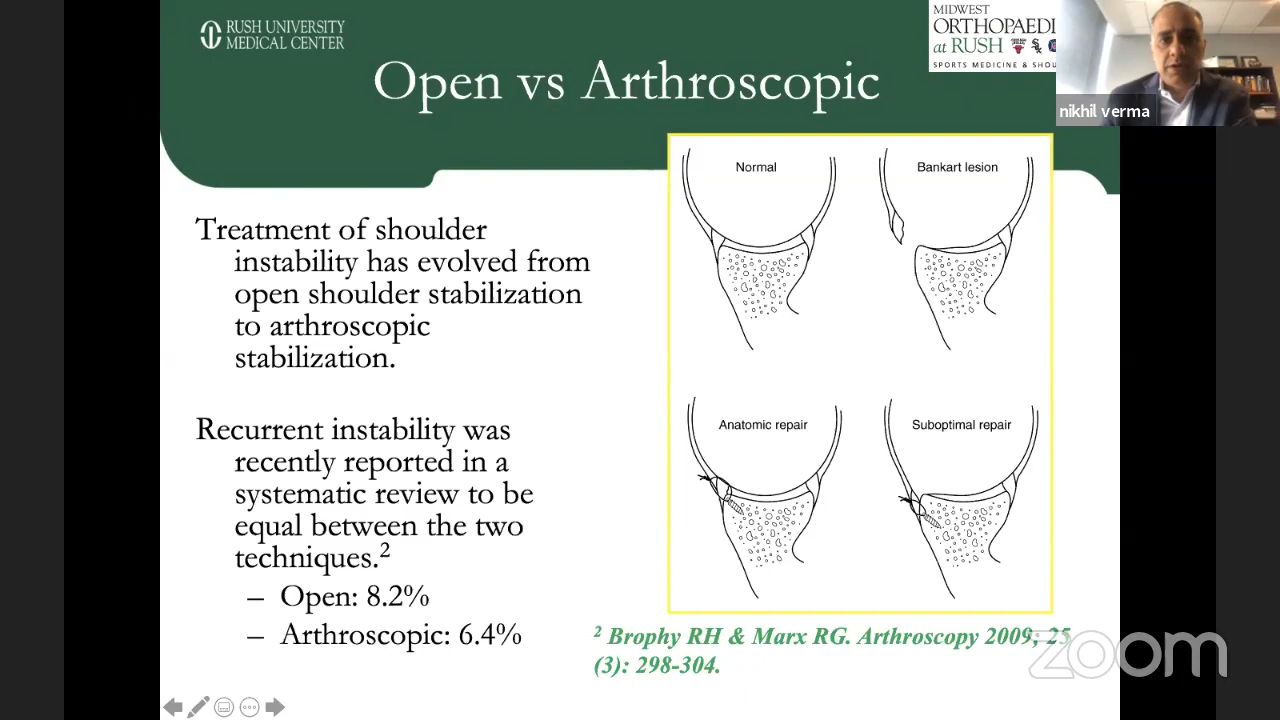 RUSH UNIVERSITY
MEDICAL CENTER
MIDWEST
ORTHOPAEDI
at RUSH
SPORTS MEDICINE & SHOU
nikhil verma
Open vs Arthroscopic
Treatment of shoulder
instability has evolved from
open shoulder stabilization
to arthroscopic
stabilization.
Recurrent instability was
recently reported in a
systematic review to be
equal between the two
techniques.²
– Open: 8.2%
– Arthroscopic: 6.4%
Normal
Bankart lesion
Anatomic repair
Suboptimal repair
² Brophy RH & Marx RG. Arthroscopy 2009; 25
(3): 298-304.
zoom